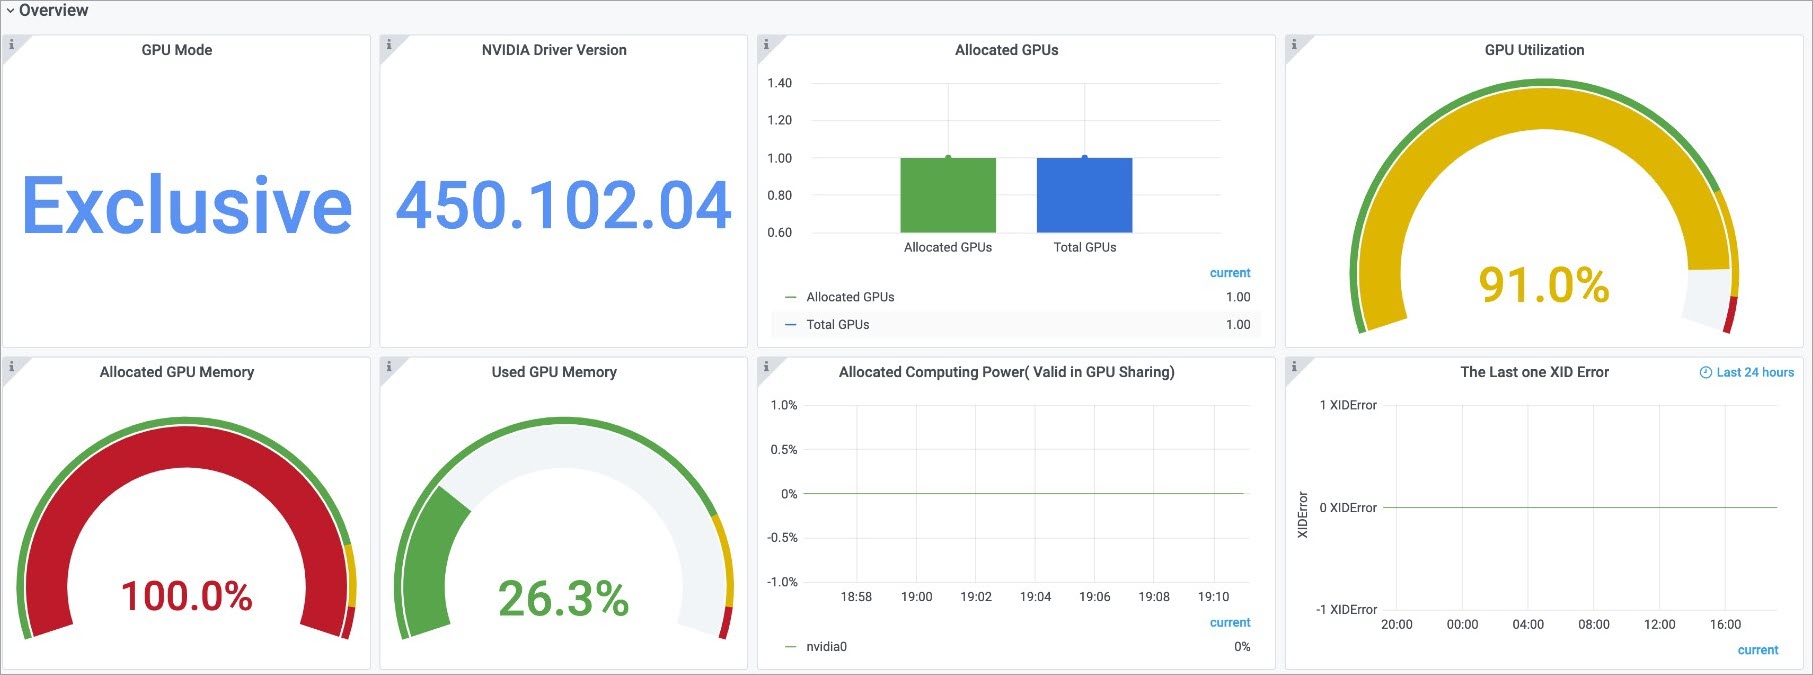 Overview
GPU Mode
Exclusive
NVIDIA Driver Version
450.102.04
Allocated GPUs
1.40
1.20
1.00
0.80
0.60
Allocated GPUs
Total GPUs
current
Allocated GPUs 1.00
Total GPUs 1.00
GPU Utilization
91.0%
Allocated GPU Memory
100.0%
Used GPU Memory
26.3%
Allocated Computing Power( Valid in GPU Sharing)
1.0%
0.5%
0%
-0.5%
-1.0%
18:58 19:00 19:02 19:04 19:06 19:08 19:10
current
nvidia0 0%
The Last one XID Error
Last 24 hours
XIDError
1 XIDError
0 XIDError
-1 XIDError
20:00 00:00 04:00 08:00 12:00 16:00
current